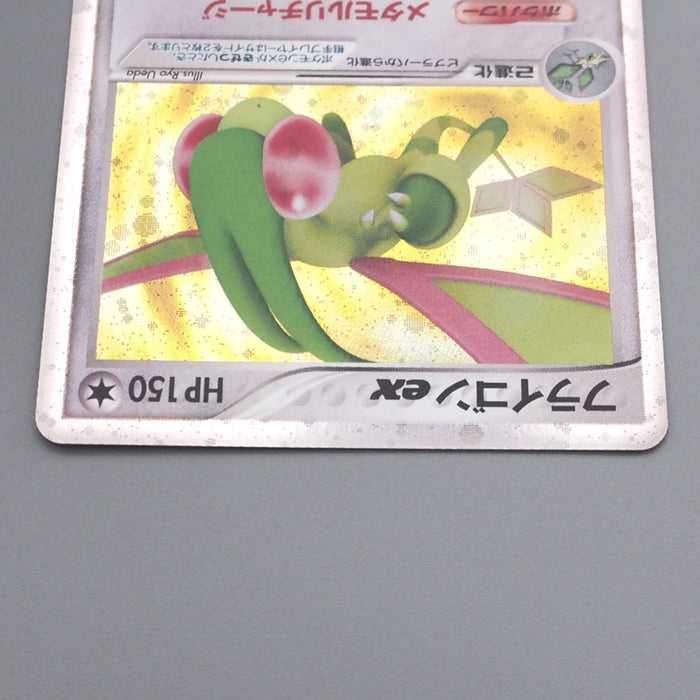 フライゴンex HP150
Illus. Ryo Ueda
2進化 ビブラーバから進化
ポケモンexがきぜつしたとき、
相手プレイヤーはサイドを2枚とります。
ポケパワー メタモルリチャージ